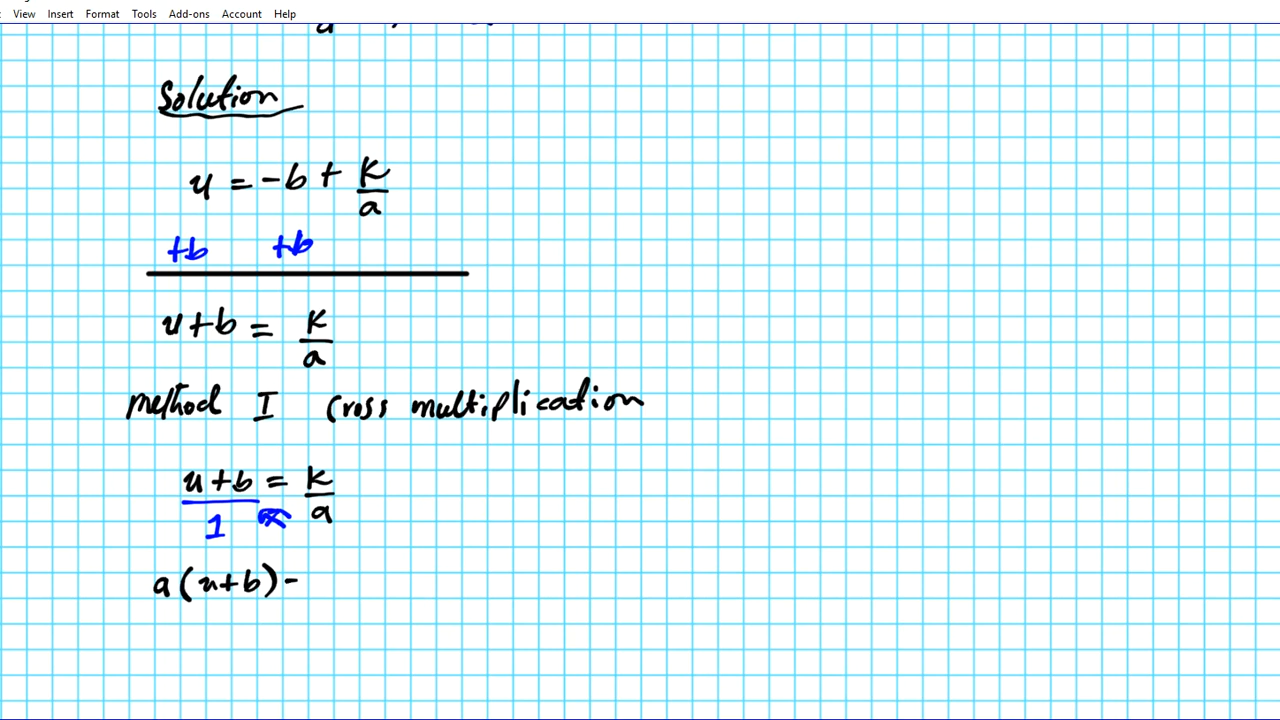 View Insert Format Tools Add-ons Account Help
a
Solution
u = -b + K/a
+b +b
u+b = K/a
method I cross multiplication
u+b = K/a
1
a(u+b) -